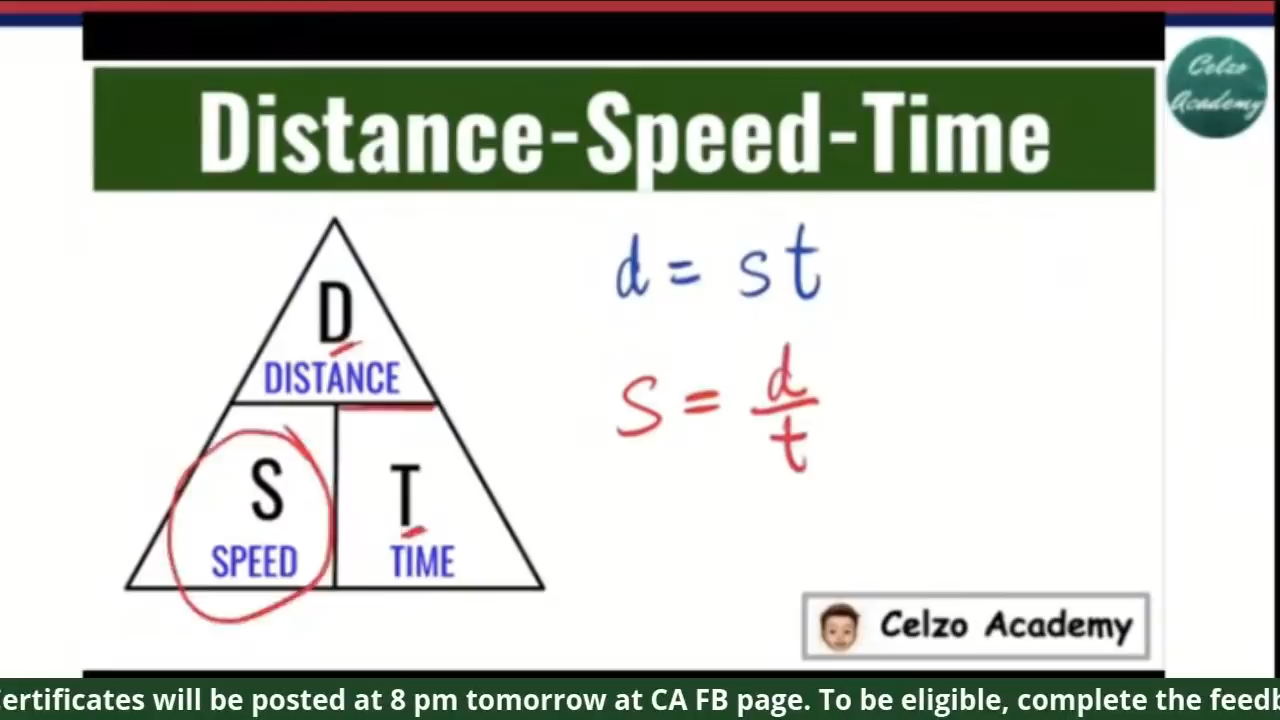 Celzo
Academy
Distance-Speed-Time
D
DISTANCE
S
SPEED
T
TIME
d = st
S = d/t
Celzo Academy
ertificates will be posted at 8 pm tomorrow at CA FB page. To be eligible, complete the feedb